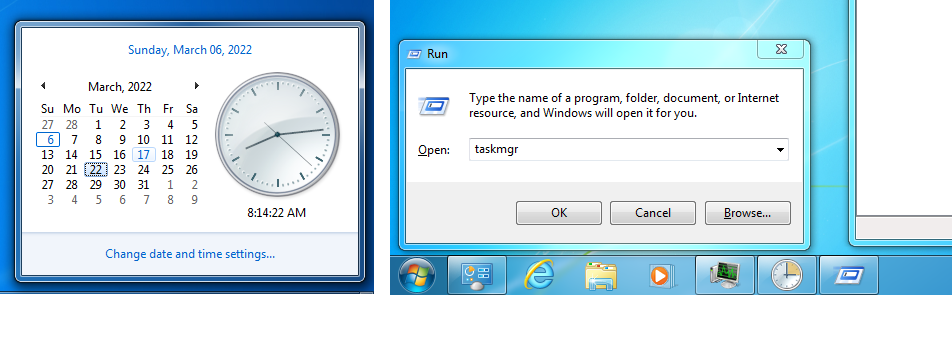 Sunday, March 06, 2022
March, 2022
Su Mo Tu We Th Fr Sa
27 28 1 2 3 4 5
6 7 8 9 10 11 12
13 14 15 16 17 18 19
20 21 22 23 24 25 26
27 28 29 30 31 1 2
3 4 5 6 7 8 9
8:14:22 AM
Change date and time settings...
Run
Type the name of a program, folder, document, or Internet
resource, and Windows will open it for you.
Open: taskmgr
OK Cancel Browse...